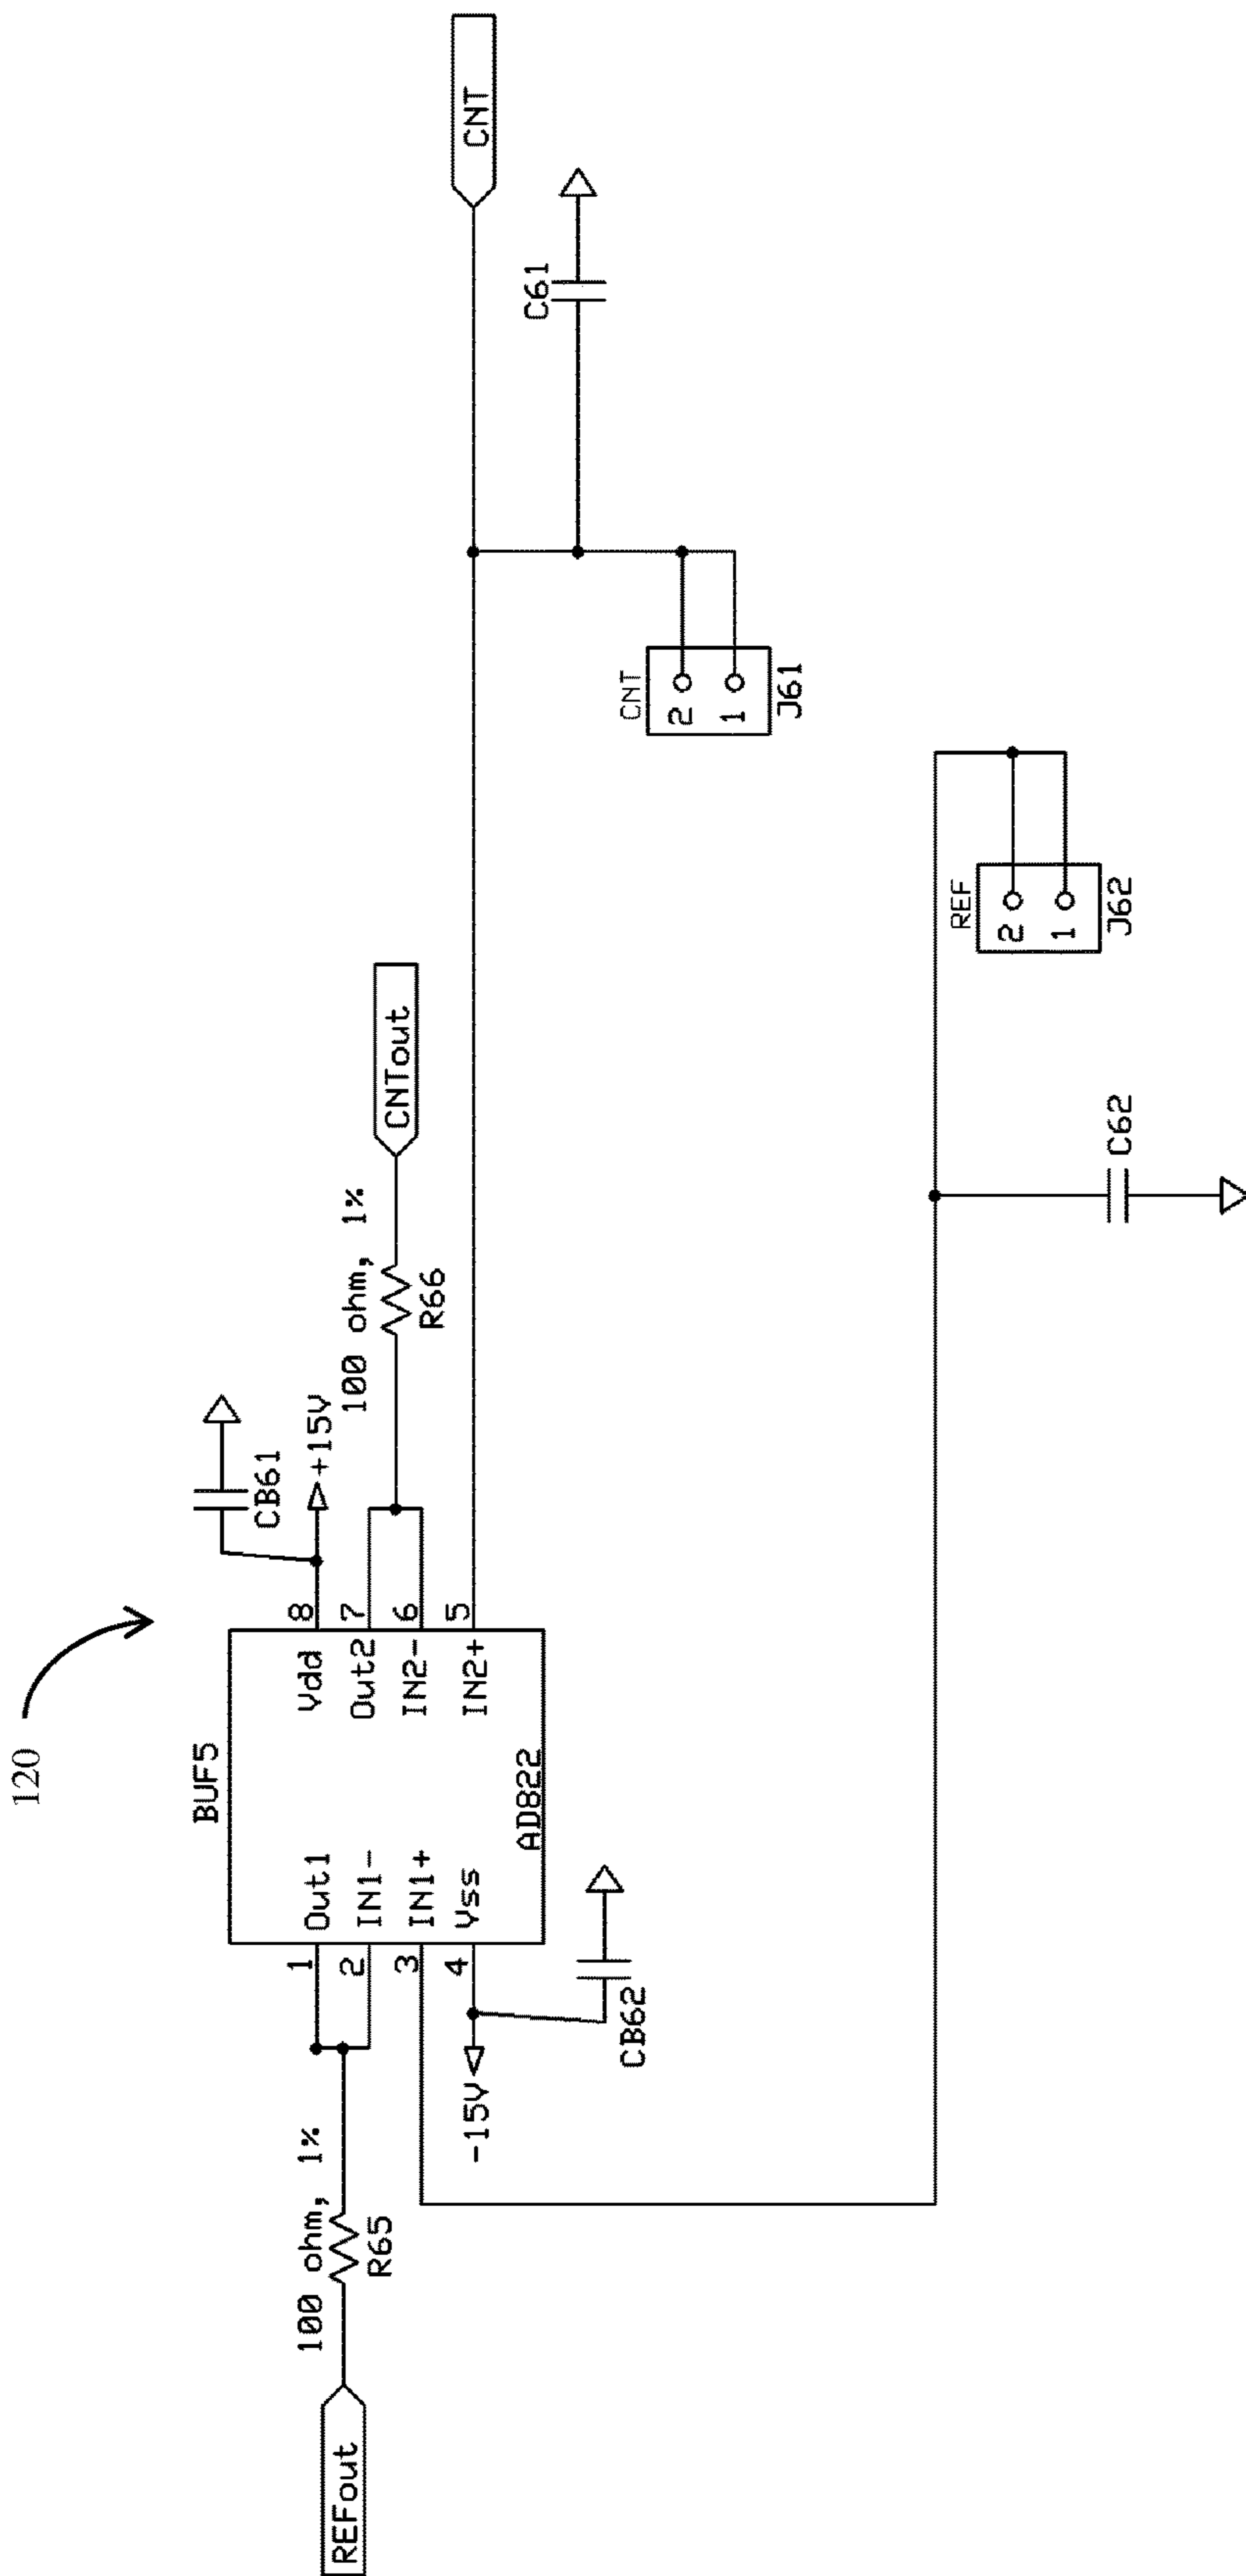 120
BUF5
AD822
Out1
IN1-
IN1+
Vss
Vdd
Out2
IN2-
IN2+
1
2
3
4
8
7
6
5
REFout
100 ohm, 1%
R65
-15V
CB62
CB61
+15V
100 ohm, 1%
R66
CNTout
CNT
C61
CNT
2
1
J61
REF
2
1
J62
C62